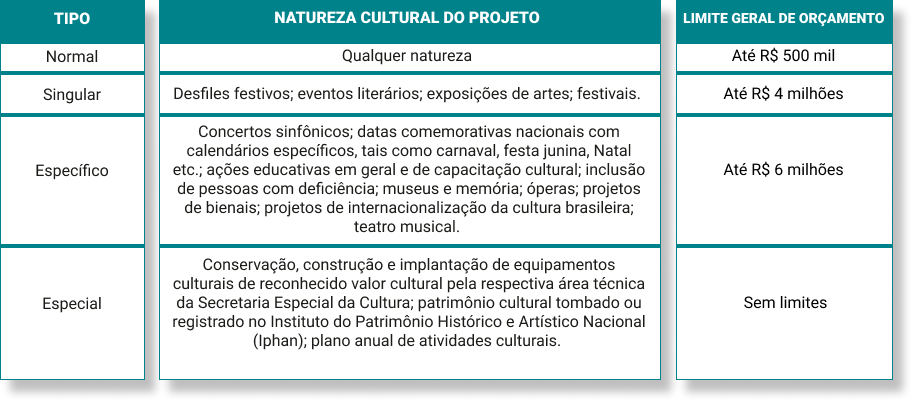 TIPO
NATUREZA CULTURAL DO PROJETO
LIMITE GERAL DE ORÇAMENTO
Normal
Qualquer natureza
Até R$ 500 mil
Singular
Desfiles festivos; eventos literários; exposições de artes; festivais.
Até R$ 4 milhões
Específico
Concertos sinfônicos; datas comemorativas nacionais com
calendários específicos, tais como carnaval, festa junina, Natal
etc.; ações educativas em geral e de capacitação cultural; inclusão
de pessoas com deficiência; museus e memória; óperas; projetos
de bienais; projetos de internacionalização da cultura brasileira;
teatro musical.
Até R$ 6 milhões
Especial
Conservação, construção e implantação de equipamentos
culturais de reconhecido valor cultural pela respectiva área técnica
da Secretaria Especial da Cultura; patrimônio cultural tombado ou
registrado no Instituto do Patrimônio Histórico e Artístico Nacional
(Iphan); plano anual de atividades culturais.
Sem limites